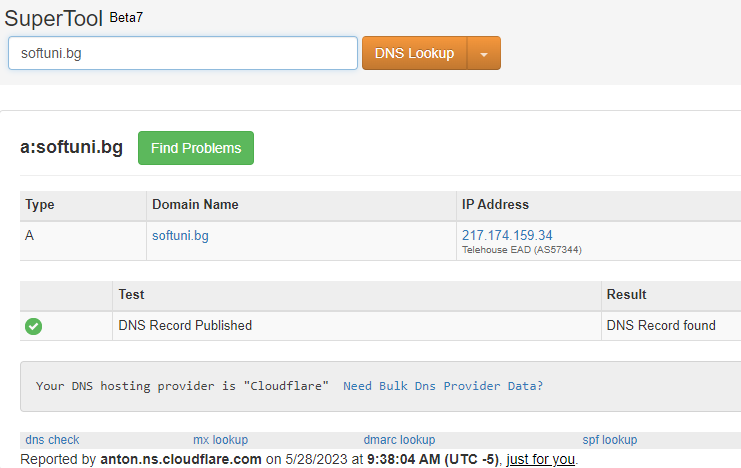 SuperTool Beta7
softuni.bg DNS Lookup
a:softuni.bg Find Problems
Type Domain Name IP Address
A softuni.bg 217.174.159.34
Telehouse EAD (AS57344)
Test Result
DNS Record Published DNS Record found
Your DNS hosting provider is "Cloudflare" Need Bulk Dns Provider Data?
dns check mx lookup dmarc lookup spf lookup
Reported by anton.ns.cloudflare.com on 5/28/2023 at 9:38:04 AM (UTC -5), just for you.